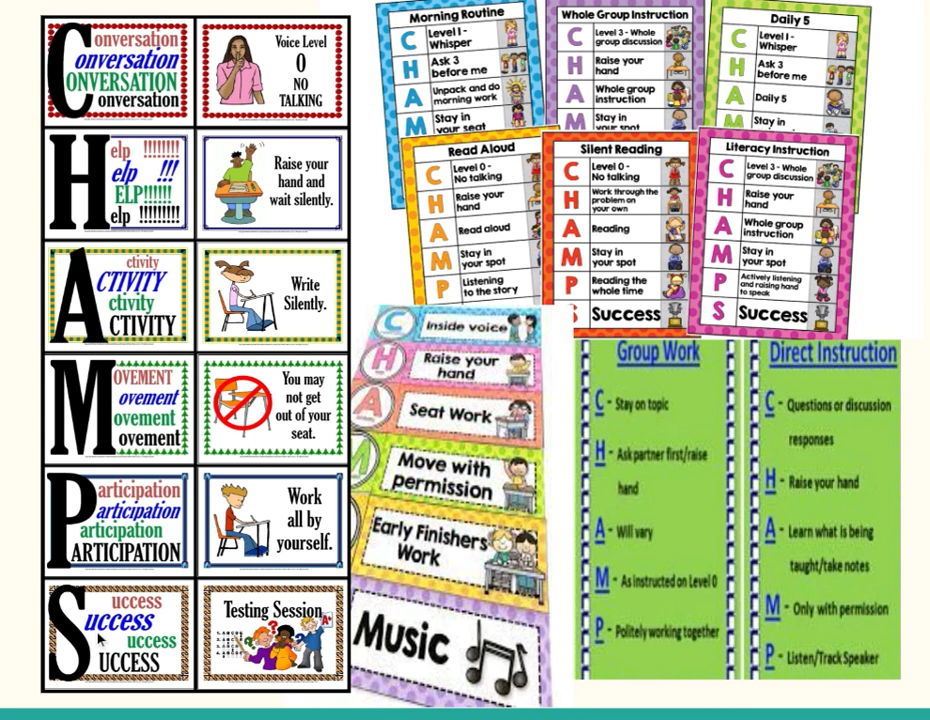 Conversation
conversation
CONVERSATION
conversation
Voice Level
0
NO
TALKING
Help !!!!!!!!
elp !!!
ELP!!!!!!
elp !!!!!!!!!
Raise your
hand and
wait silently.
Activity
ACTIVITY
ctivity
ACTIVITY
Write
Silently.
MOVEMENT
ovement
ovement
ovement
You may
not get
out of your
seat.
Participation
articipation
articipation
ARTICIPATION
Work
all by
yourself.
Success
uccess
uccess
UCCESS
Testing Session
Morning Routine
C Level 1 -
Whisper
H Ask 3
before me
A Unpack and do
morning work
M Stay in
your seat
Whole Group Instruction
C Level 3 - Whole
group discussion
H Raise your
hand
A Whole group
instruction
M Stay in
your spot
Daily 5
C Level 1 -
Whisper
H Ask 3
before me
A Daily 5
M Stay in
Read Aloud
C Level 0 -
No talking
H Raise your
hand
A Read aloud
M Stay in
your spot
P Listening
to the story
Silent Reading
C Level 0 -
No talking
H Work through the
problem on
your own
A Reading
M Stay in
your spot
P Reading the
whole time
S Success
Literacy Instruction
C Level 3 - Whole
group discussion
H Raise your
hand
A Whole group
instruction
M Stay in
your spot
P Actively listening
and raising hand
to speak
S Success
C Inside voice
H Raise your
hand
A Seat Work
M Move with
permission
Early Finishers
Work
Music
Group Work
C - Stay on topic
H - Ask partner first/raise
hand
A - Will vary
M - As instructed on Level 0
P - Politely working together
Direct Instruction
C - Questions or discussion
responses
H - Raise your hand
A - Learn what is being
taught/take notes
M - Only with permission
P - Listen/Track Speaker